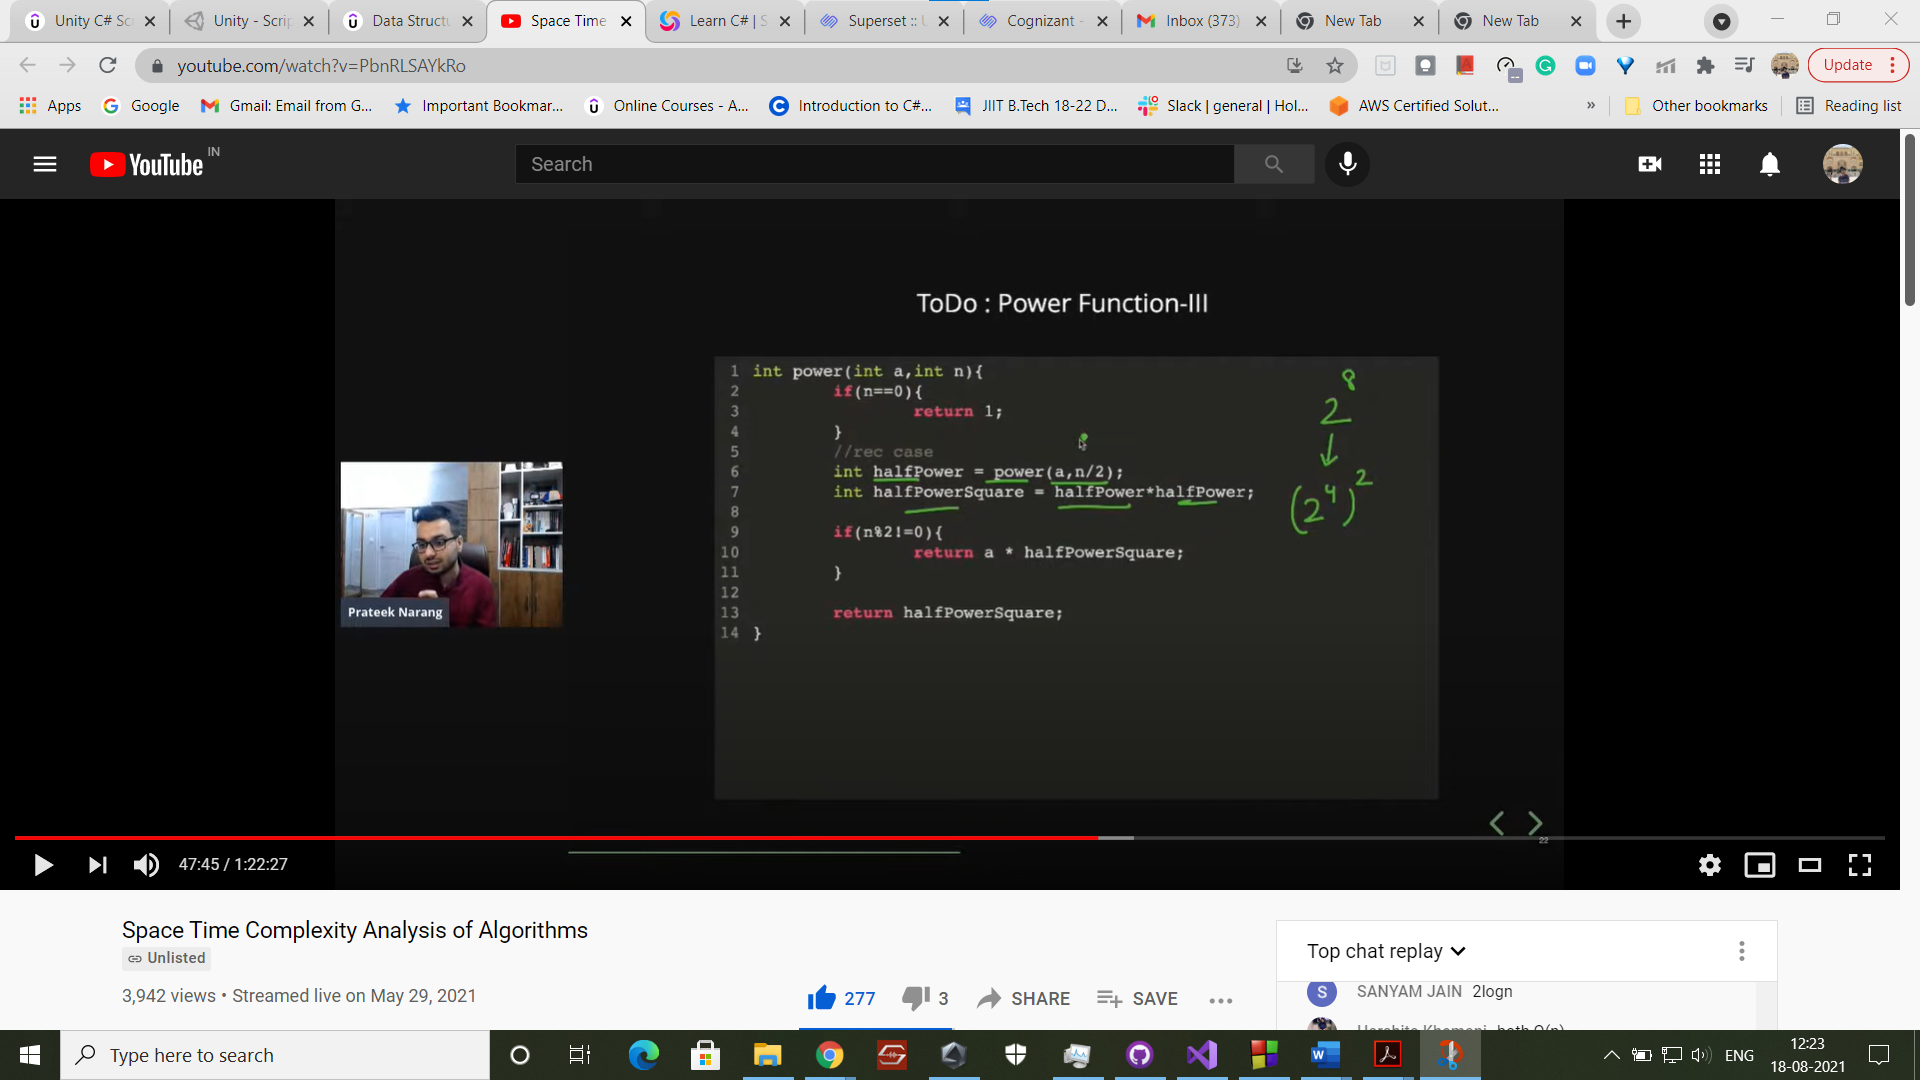 Unity C# Sc
Unity - Scrip
Data Structu
Space Time
Learn C# | S
Superset ::
Cognizant -
Inbox (373)
New Tab
New Tab
youtube.com/watch?v=PbnRLSAYkRo
Update
Apps
Google
Gmail: Email from G...
Important Bookmar...
Online Courses - A...
Introduction to C#...
JIIT B.Tech 18-22 D...
Slack | general | Hol...
AWS Certified Solut...
»
Other bookmarks
Reading list
YouTube IN
Search
ToDo : Power Function-III
1 int power(int a,int n){
2 if(n==0){
3 return 1;
4 }
5 //rec case
6 int halfPower = power(a,n/2);
7 int halfPowerSquare = halfPower*halfPower;
8
9 if(n%2!=0){
10 return a * halfPowerSquare;
11 }
12
13 return halfPowerSquare;
14 }
2^8
↓
(2^4)^2
Prateek Narang
22
47:45 / 1:22:27
Space Time Complexity Analysis of Algorithms
Unlisted
3,942 views • Streamed live on May 29, 2021
277
3
SHARE
SAVE
Top chat replay
S SANYAM JAIN 2logn
Type here to search
ENG
12:23
18-08-2021